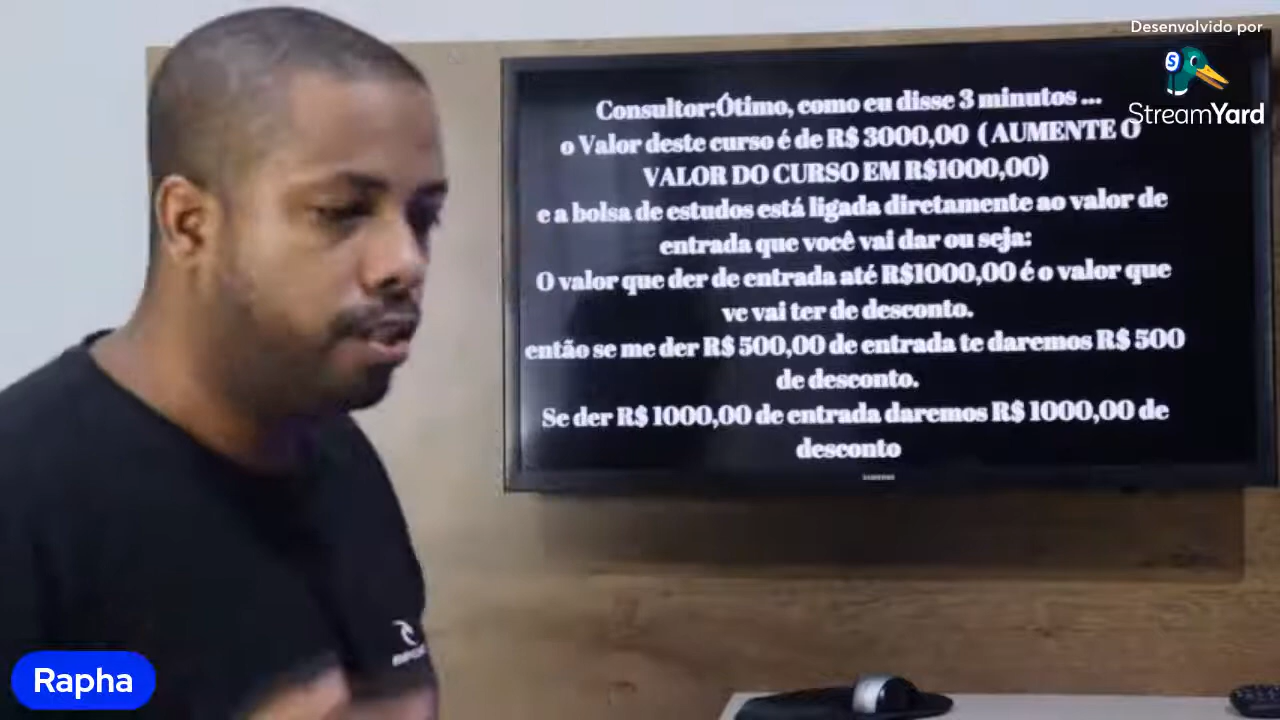 Desenvolvido por
StreamYard
Consultor:Ótimo, como eu disse 3 minutos ...
o Valor deste curso é de R$ 3000,00 ( AUMENTE O
VALOR DO CURSO EM R$1000,00)
e a bolsa de estudos está ligada diretamente ao valor de
entrada que você vai dar ou seja:
O valor que der de entrada até R$1000,00 é o valor que
vc vai ter de desconto.
então se me der R$ 500,00 de entrada te daremos R$ 500
de desconto.
Se der R$ 1000,00 de entrada daremos R$ 1000,00 de
desconto
SAMSUNG
Rapha